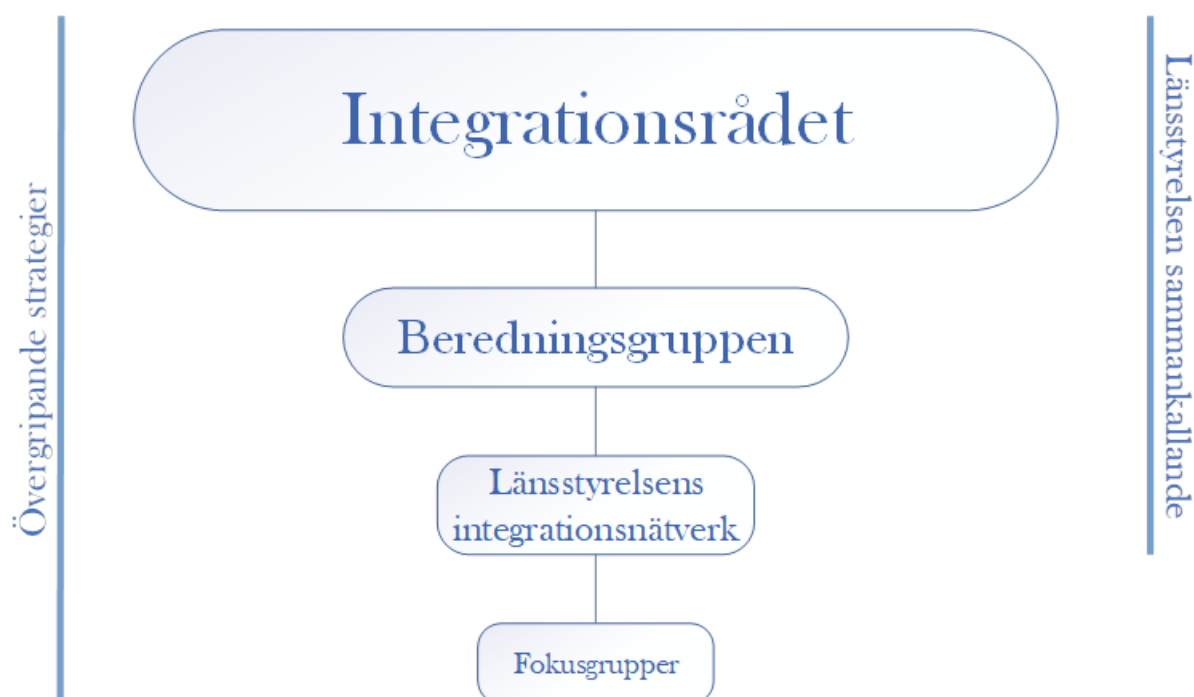 Övergripande strategier
Integrationsrådet
Beredningsgruppen
Länsstyrelsens
integrationsnätverk
Fokusgrupper
Länsstyrelsen sammankallande